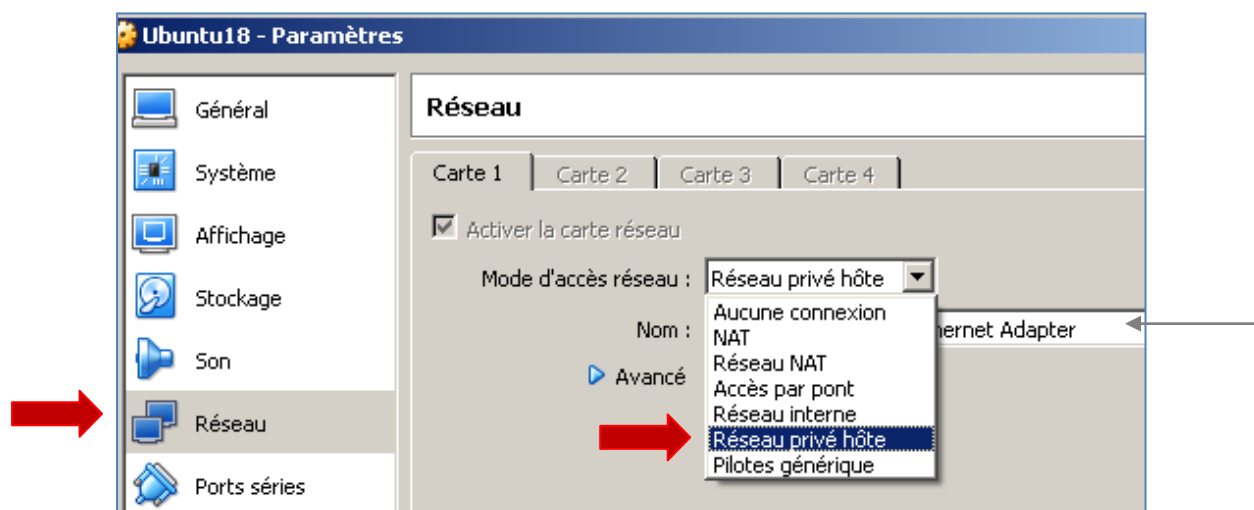 Ubuntu18 - Paramètres
Général
Système
Affichage
Stockage
Son
Réseau
Ports séries
Réseau
Carte 1 Carte 2 Carte 3 Carte 4
Activer la carte réseau
Mode d'accès réseau : Réseau privé hôte
Aucune connexion
NAT
Réseau NAT
Accès par pont
Réseau interne
Réseau privé hôte
Pilotes générique
Nom : Adapter
Avancé